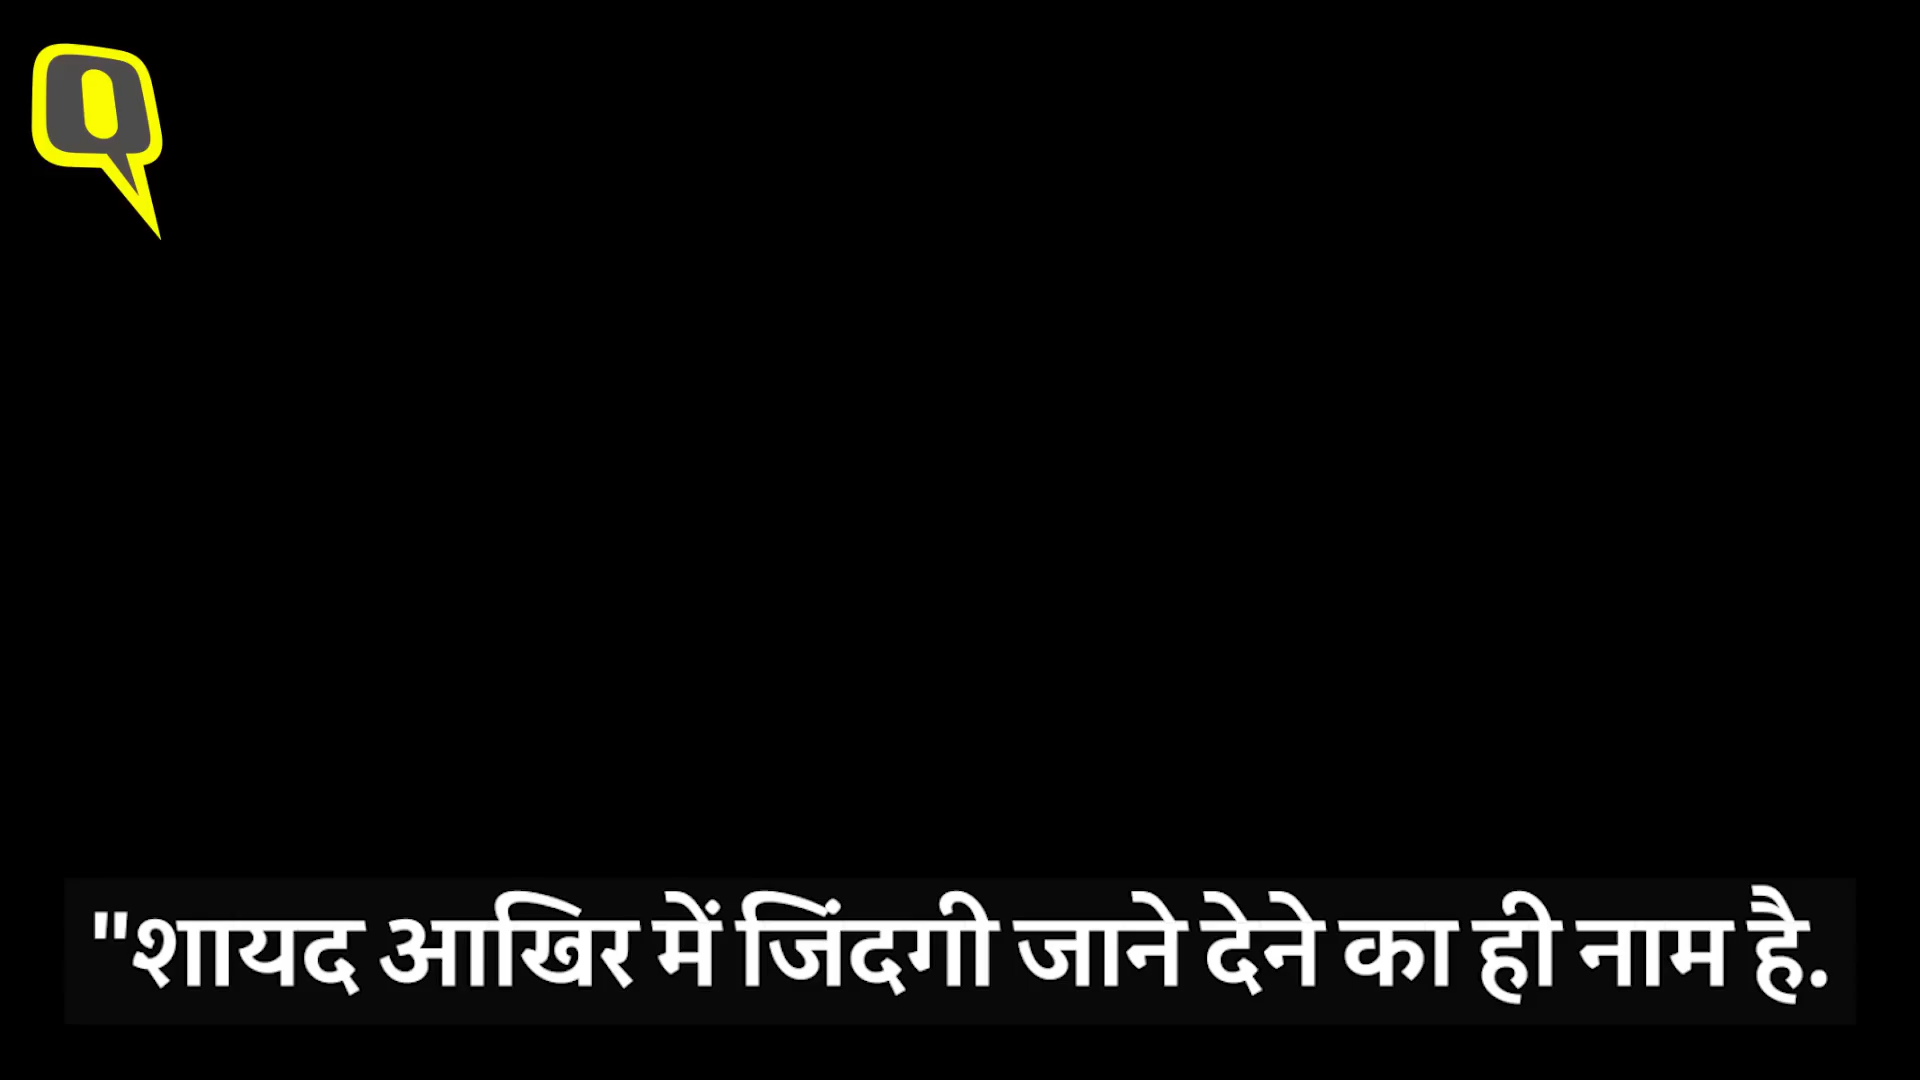 "शायद आखिर में जिंदगी जाने देने का ही नाम है.